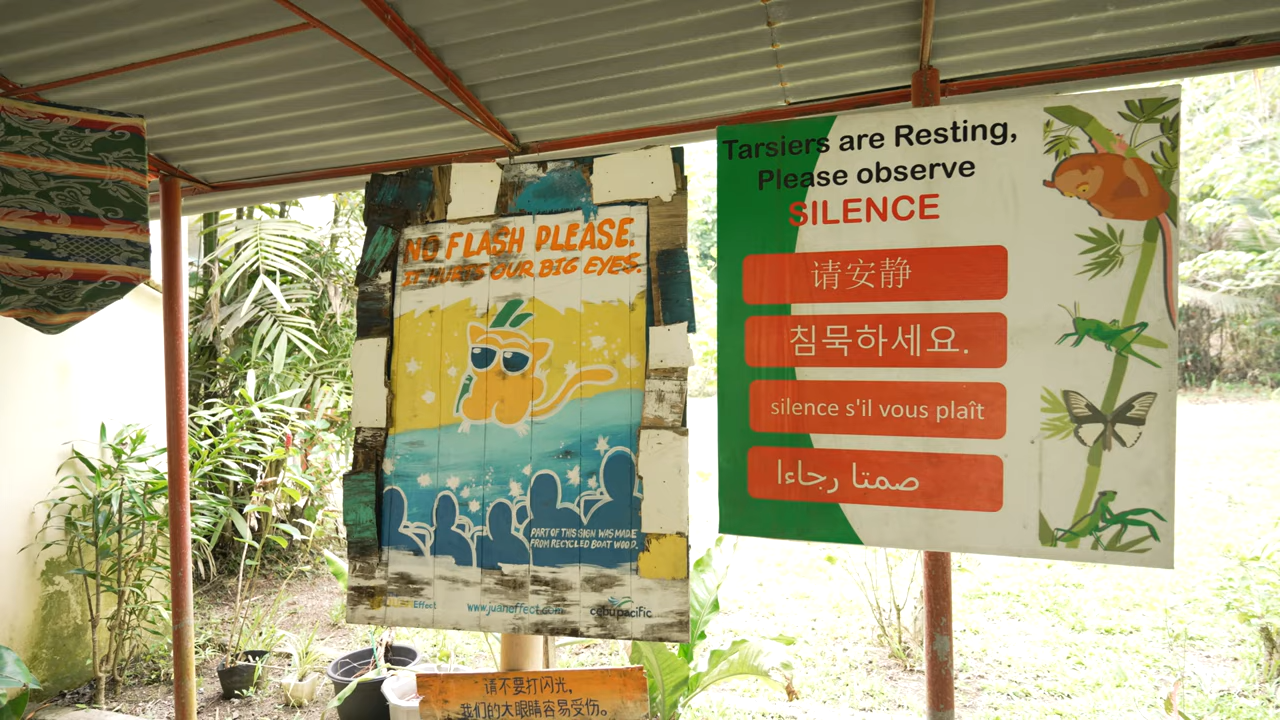 NO FLASH PLEASE.
IT HURTS OUR BIG EYES.
PART OF THIS SIGN WAS MADE
FROM RECYCLED BOAT WOOD.
Effect
www.juaneffect.com
cebu pacific
请不要打闪光,
我们的大眼睛容易受伤。
Tarsiers are Resting,
Please observe
SILENCE
请安静
침묵하세요.
silence s'il vous plaît
صمتا رجاءا